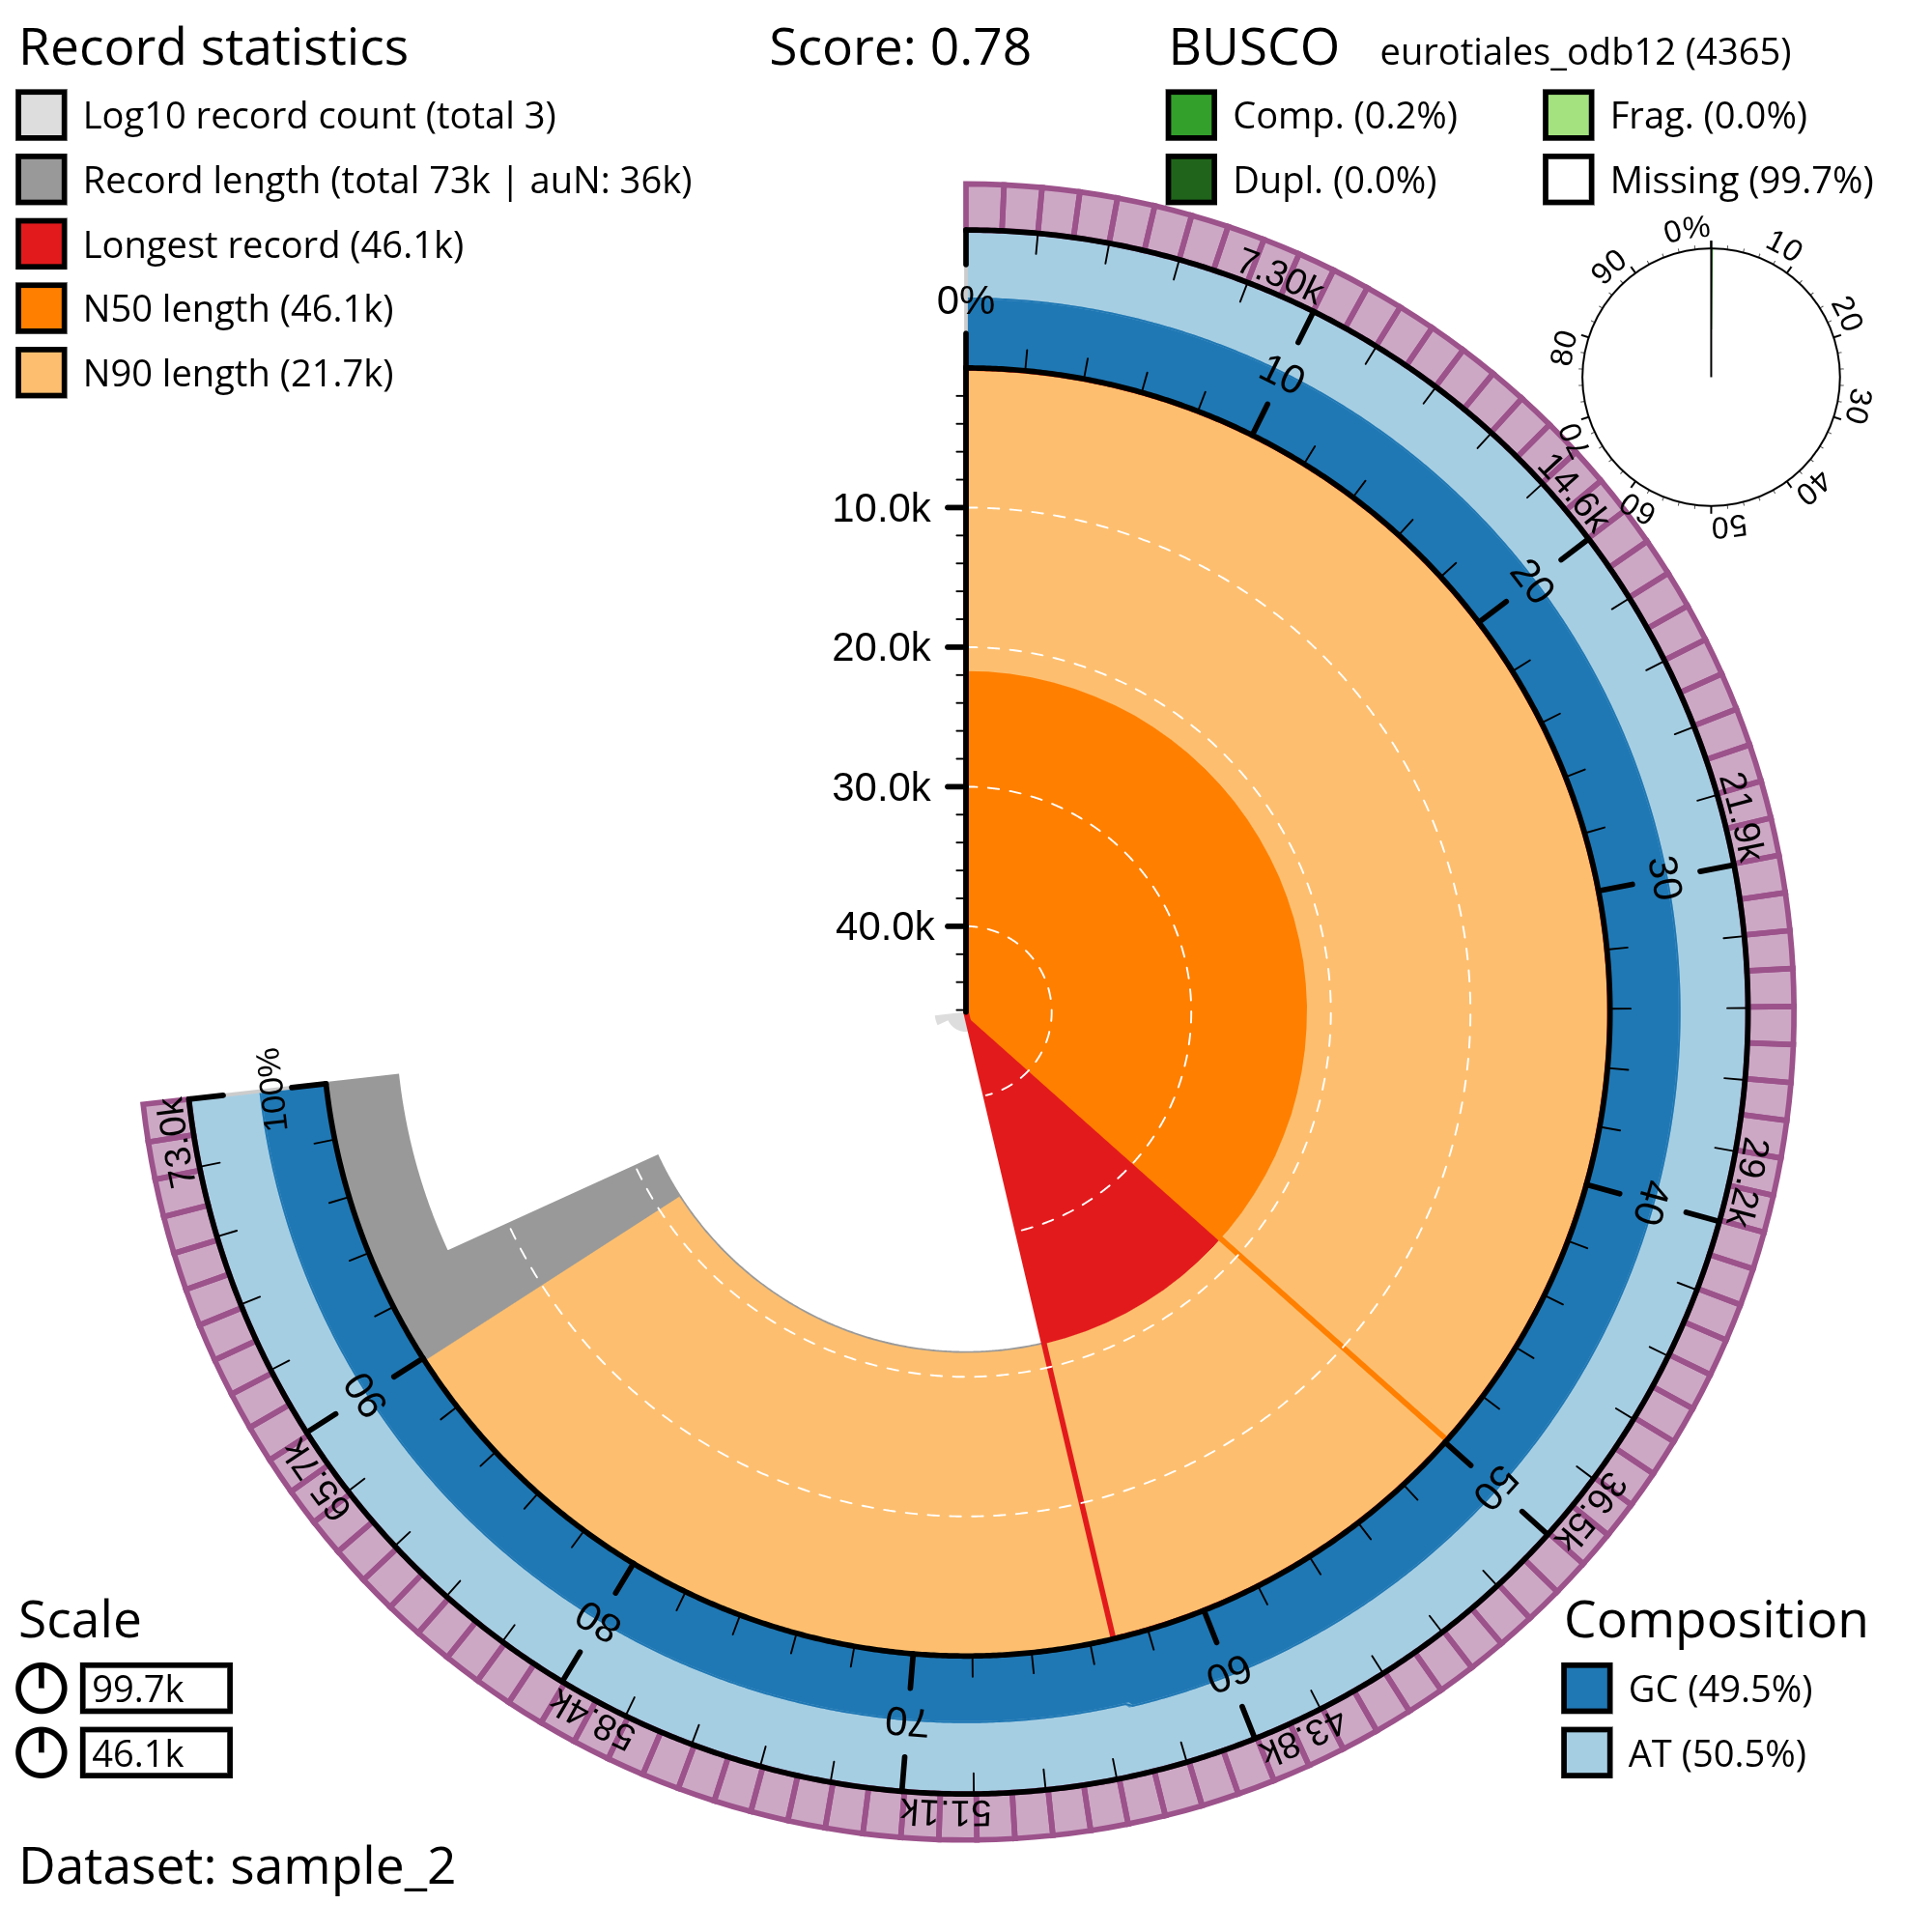 Record statistics
Log10 record count (total 3)
Record length (total 73k | auN: 36k)
Longest record (46.1k)
N50 length (46.1k)
N90 length (21.7k)
Score: 0.78
BUSCO eurotiales_odb12 (4365)
Comp. (0.2%)
Frag. (0.0%)
Dupl. (0.0%)
Missing (99.7%)
0%
10
20
30
40
50
60
70
80
90
0%
10
20
30
40
50
60
70
80
90
100%
7.30k
14.6k
21.9k
29.2k
36.5k
43.8k
51.1k
58.4k
65.7k
73.0k
10.0k
20.0k
30.0k
40.0k
Scale
99.7k
46.1k
Composition
GC (49.5%)
AT (50.5%)
Dataset: sample_2